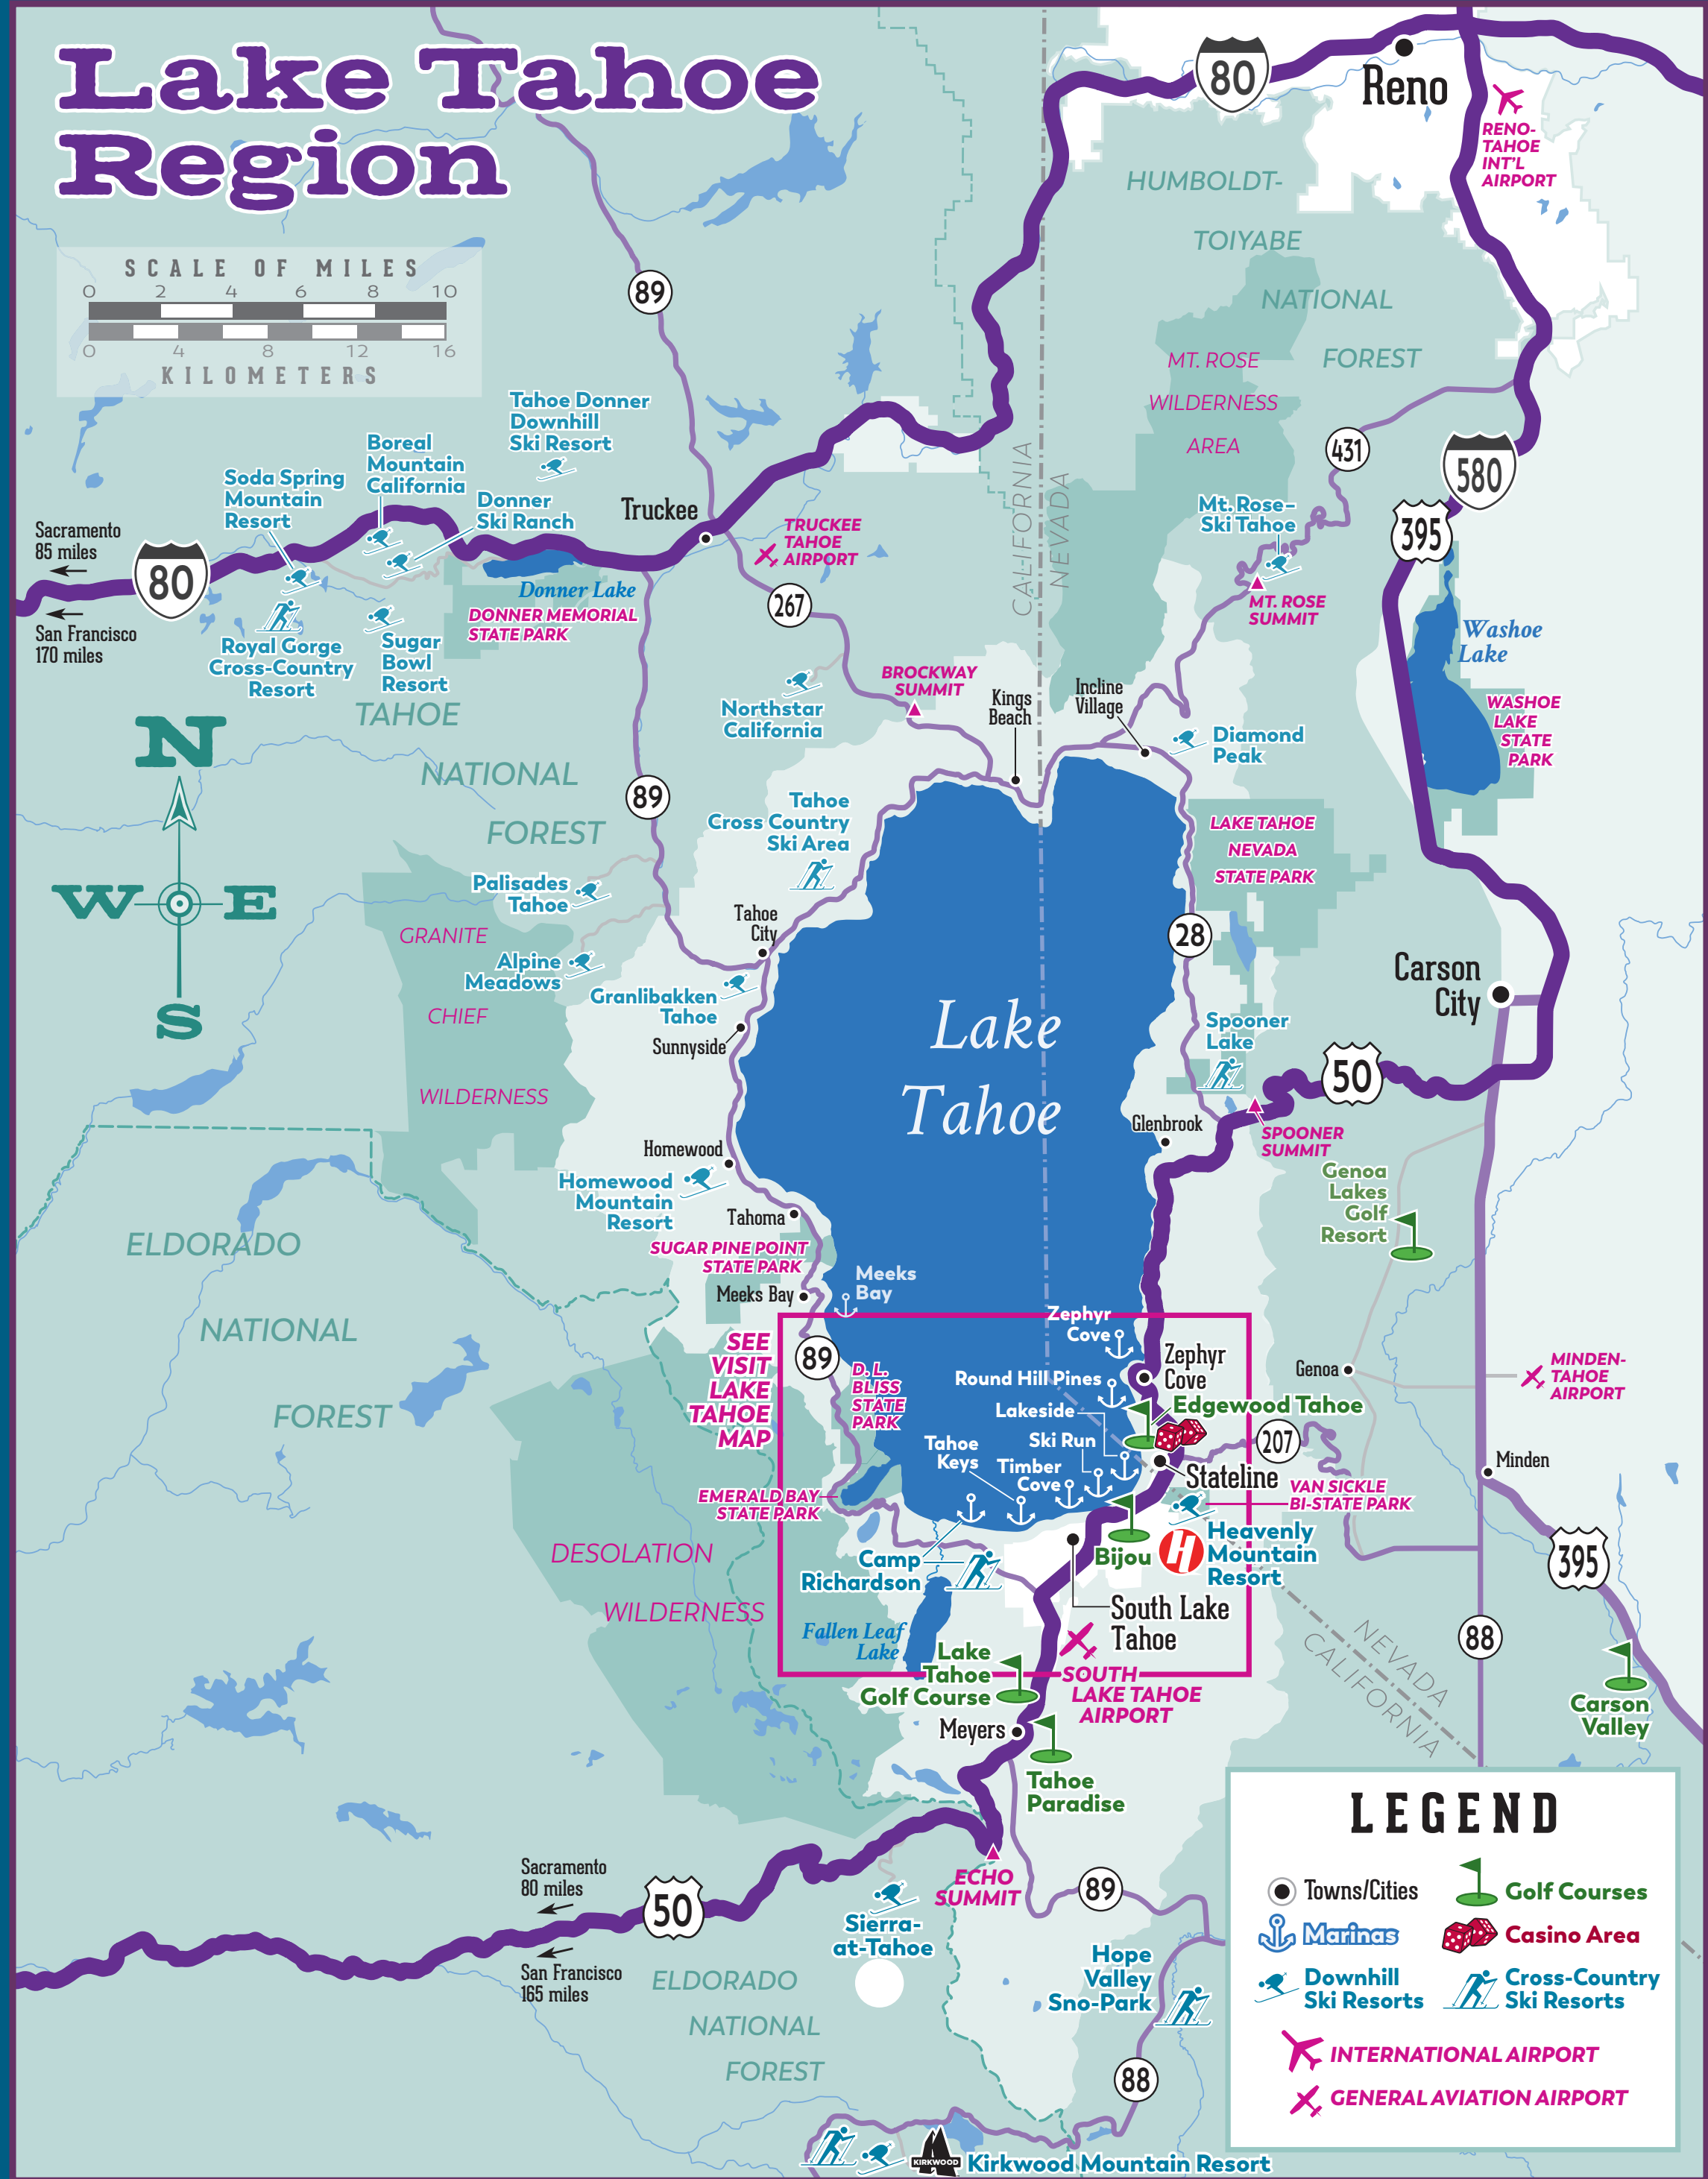 Lake Tahoe
Region
SCALE OF MILES
0 2 4 6 8 10
0 4 8 12 16
KILOMETERS
80
Reno
RENO-
TAHOE
INT'L
AIRPORT
HUMBOLDT-
TOIYABE
NATIONAL
FOREST
89
MT. ROSE
WILDERNESS
AREA
431
580
395
Tahoe Donner
Downhill
Ski Resort
Boreal
Mountain
California
Soda Spring
Mountain
Resort
Donner
Ski Ranch
Truckee
TRUCKEE
TAHOE
AIRPORT
CALIFORNIA
NEVADA
Mt. Rose-
Ski Tahoe
MT. ROSE
SUMMIT
Sacramento
85 miles
80
San Francisco
170 miles
Donner Lake
DONNER MEMORIAL
STATE PARK
267
Royal Gorge
Cross-Country
Resort
Sugar
Bowl
Resort
Washoe
Lake
WASHOE
LAKE
STATE
PARK
BROCKWAY
SUMMIT
Kings
Beach
Incline
Village
Northstar
California
Diamond
Peak
TAHOE
NATIONAL
FOREST
N
W
E
S
89
Tahoe
Cross Country
Ski Area
LAKE TAHOE
NEVADA
STATE PARK
Palisades
Tahoe
Tahoe
City
28
GRANITE
CHIEF
WILDERNESS
Alpine
Meadows
Granlibakken
Tahoe
Sunnyside
Lake
Tahoe
Carson
City
Spooner
Lake
50
Glenbrook
SPOONER
SUMMIT
Homewood
Homewood
Mountain
Resort
Tahoma
SUGAR PINE POINT
STATE PARK
Meeks Bay
Meeks
Bay
Genoa
Lakes
Golf
Resort
ELDORADO
NATIONAL
FOREST
SEE
VISIT
LAKE
TAHOE
MAP
89
D. L.
BLISS
STATE
PARK
Zephyr
Cove
Zephyr
Cove
Round Hill Pines
Edgewood Tahoe
Lakeside
Ski Run
Tahoe
Keys
Timber
Cove
207
Stateline
Genoa
MINDEN-
TAHOE
AIRPORT
Minden
VAN SICKLE
BI-STATE PARK
EMERALD BAY
STATE PARK
Camp
Richardson
Bijou
H
Heavenly
Mountain
Resort
395
DESOLATION
WILDERNESS
Fallen Leaf
Lake
South Lake
Tahoe
88
NEVADA
CALIFORNIA
Lake
Tahoe
Golf Course
SOUTH
LAKE TAHOE
AIRPORT
Carson
Valley
Meyers
Tahoe
Paradise
Sacramento
80 miles
50
San Francisco
165 miles
ECHO
SUMMIT
89
Sierra-
at-Tahoe
ELDORADO
NATIONAL
FOREST
Hope
Valley
Sno-Park
88
KIRKWOOD
Kirkwood Mountain Resort
LEGEND
Towns/Cities
Golf Courses
Marinas
Casino Area
Downhill
Ski Resorts
Cross-Country
Ski Resorts
INTERNATIONAL AIRPORT
GENERAL AVIATION AIRPORT